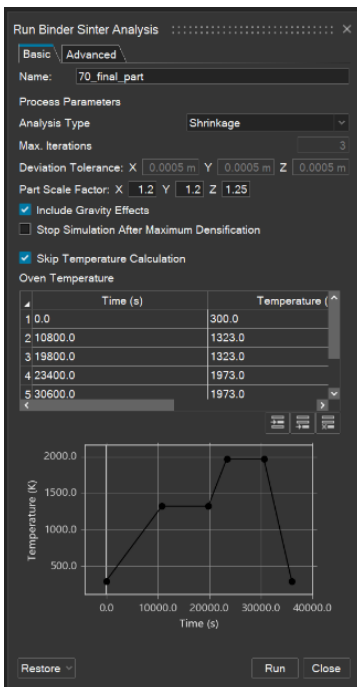 Run Binder Sinter Analysis
Basic Advanced
Name: 70_final_part
Process Parameters
Analysis Type Shrinkage
Max. Iterations 3
Deviation Tolerance: X 0.0005 m Y 0.0005 m Z 0.0005 m
Part Scale Factor: X 1.2 Y 1.2 Z 1.25
Include Gravity Effects
Stop Simulation After Maximum Densification
Skip Temperature Calculation
Oven Temperature
Time (s) Temperature (
1 0.0 300.0
2 10800.0 1323.0
3 19800.0 1323.0
4 23400.0 1973.0
5 30600.0 1973.0
2000.0
1500.0
1000.0
500.0
Temperature (K)
0.0 10000.0 20000.0 30000.0 40000.0
Time (s)
Restore Run Close